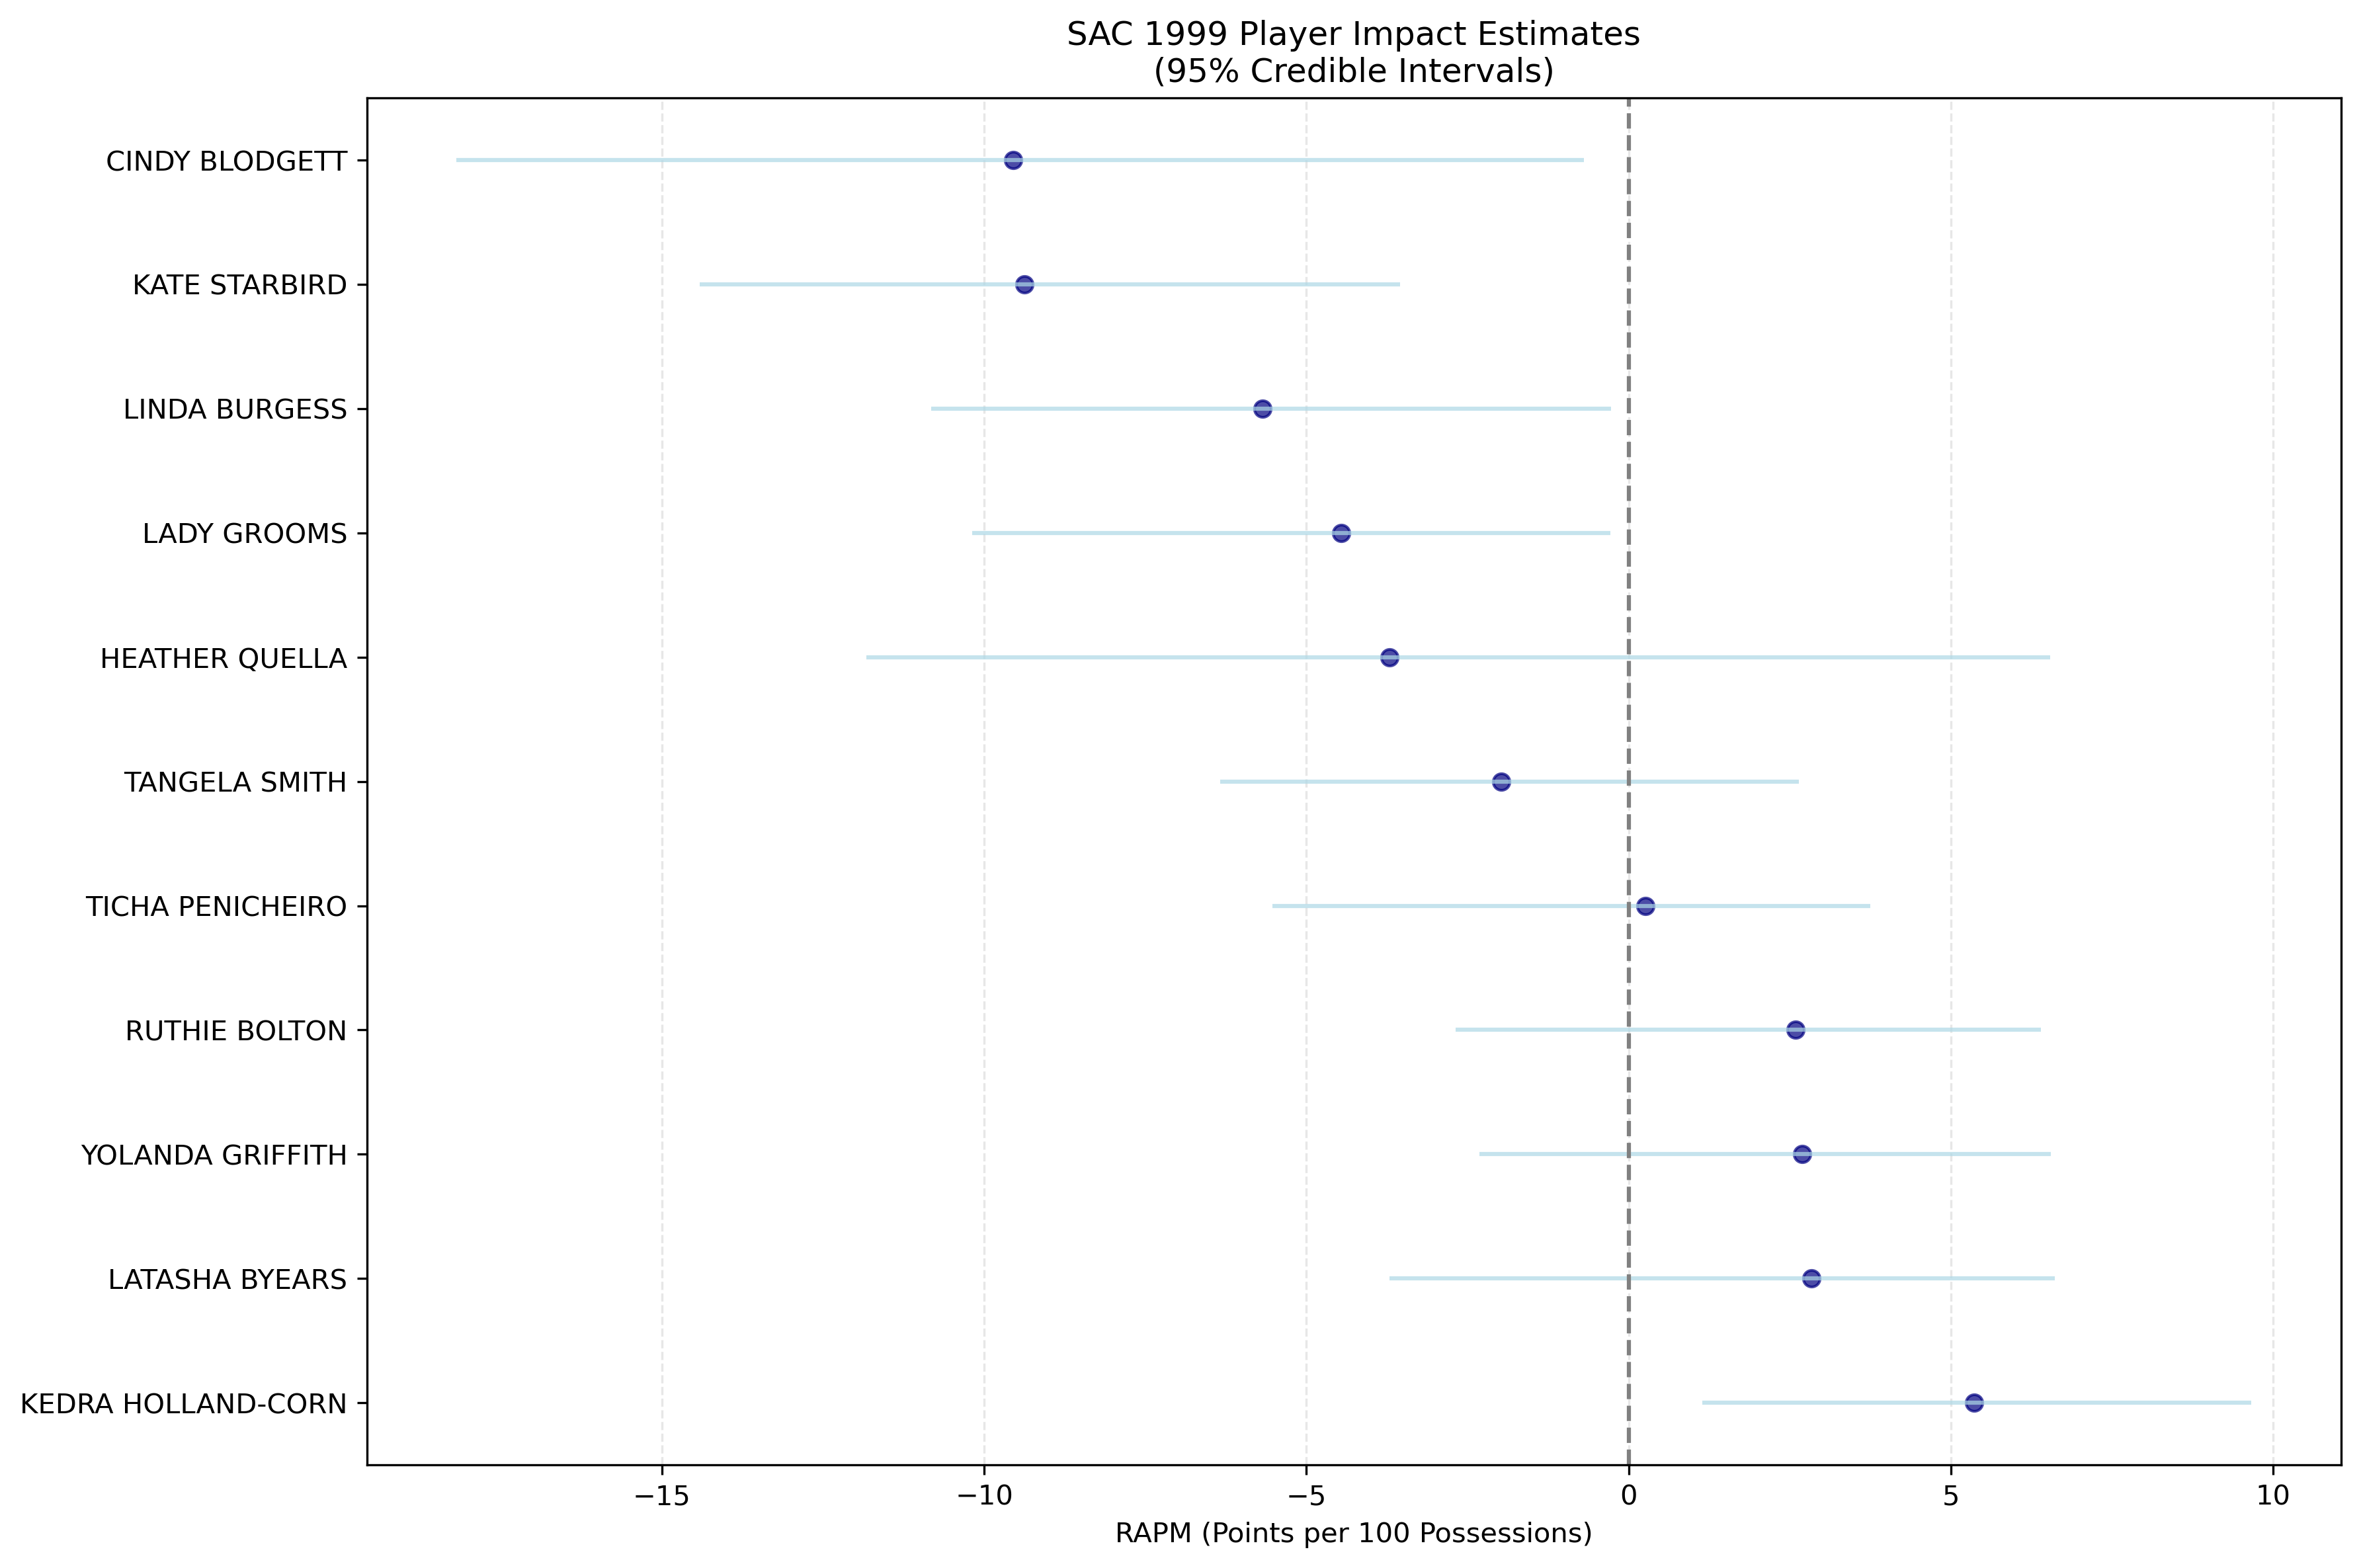 SAC 1999 Player Impact Estimates
(95% Credible Intervals)
CINDY BLODGETT
KATE STARBIRD
LINDA BURGESS
LADY GROOMS
HEATHER QUELLA
TANGELA SMITH
TICHA PENICHEIRO
RUTHIE BOLTON
YOLANDA GRIFFITH
LATASHA BYEARS
KEDRA HOLLAND-CORN
−15 −10 −5 0 5 10
RAPM (Points per 100 Possessions)